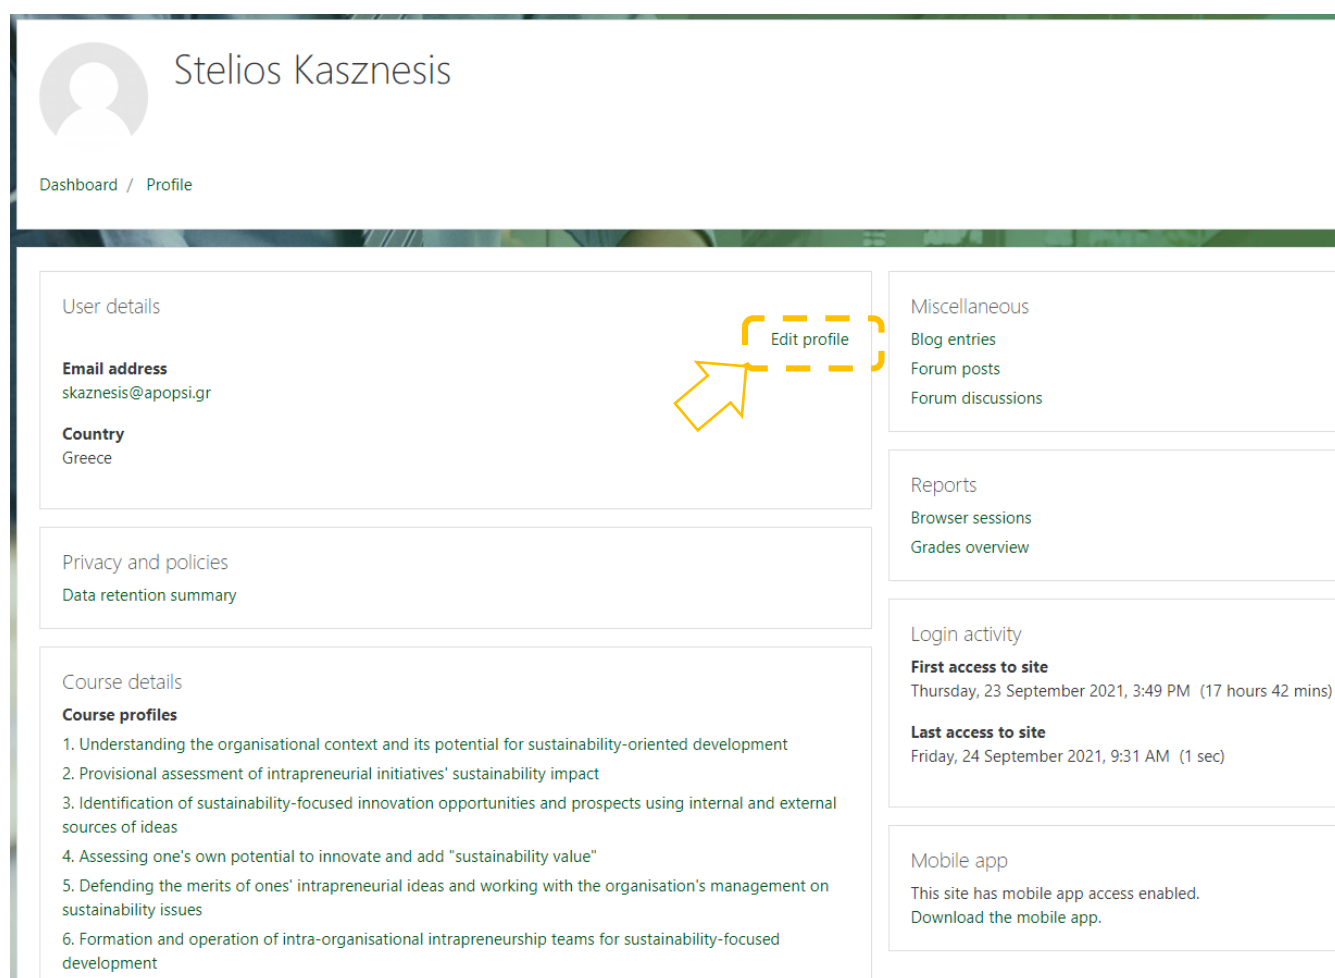 Stelios Kasznesis
Dashboard / Profile
User details
Edit profile
Email address
skaznesis@apopsi.gr
Country
Greece
Privacy and policies
Data retention summary
Course details
Course profiles
1. Understanding the organisational context and its potential for sustainability-oriented development
2. Provisional assessment of intrapreneurial initiatives' sustainability impact
3. Identification of sustainability-focused innovation opportunities and prospects using internal and external
sources of ideas
4. Assessing one's own potential to innovate and add "sustainability value"
5. Defending the merits of ones' intrapreneurial ideas and working with the organisation's management on
sustainability issues
6. Formation and operation of intra-organisational intrapreneurship teams for sustainability-focused
development
Miscellaneous
Blog entries
Forum posts
Forum discussions
Reports
Browser sessions
Grades overview
Login activity
First access to site
Thursday, 23 September 2021, 3:49 PM (17 hours 42 mins)
Last access to site
Friday, 24 September 2021, 9:31 AM (1 sec)
Mobile app
This site has mobile app access enabled.
Download the mobile app.